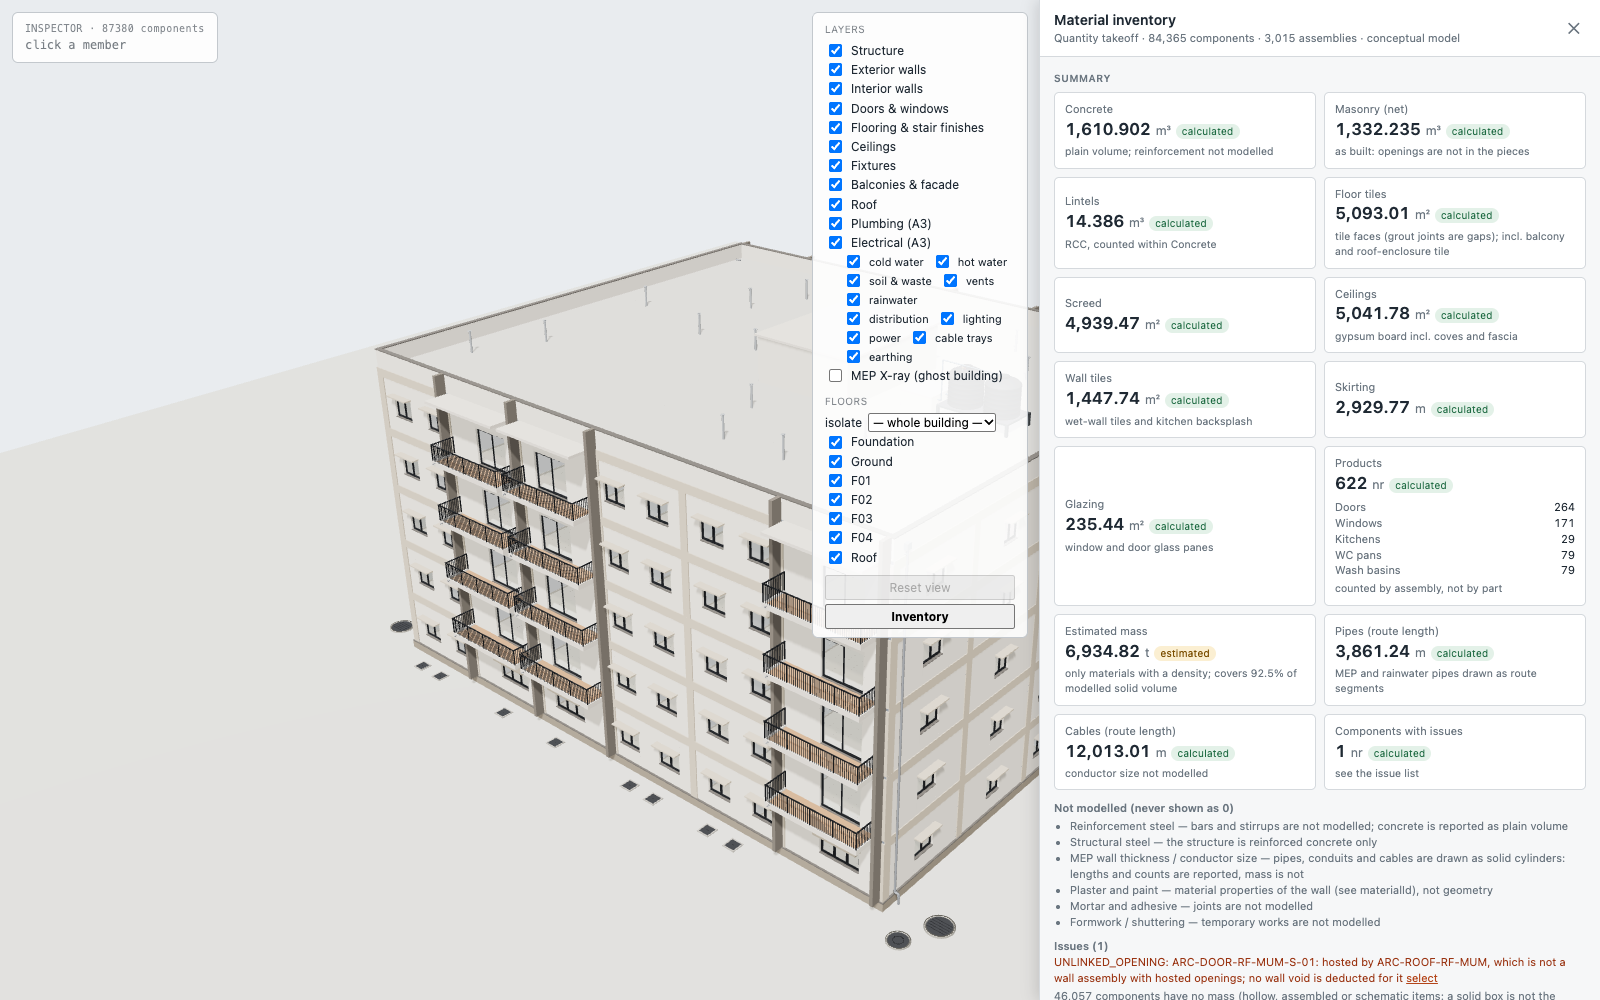 INSPECTOR · 87380 components
click a member
LAYERS
Structure
Exterior walls
Interior walls
Doors & windows
Flooring & stair finishes
Ceilings
Fixtures
Balconies & facade
Roof
Plumbing (A3)
Electrical (A3)
cold water hot water
soil & waste vents
rainwater
distribution lighting
power cable trays
earthing
MEP X-ray (ghost building)
FLOORS
isolate — whole building —
Foundation
Ground
F01
F02
F03
F04
Roof
Reset view
Inventory
Material inventory
Quantity takeoff · 84,365 components · 3,015 assemblies · conceptual model
SUMMARY
Concrete
1,610.902 m³ calculated
plain volume; reinforcement not modelled
Masonry (net)
1,332.235 m³ calculated
as built: openings are not in the pieces
Lintels
14.386 m³ calculated
RCC, counted within Concrete
Floor tiles
5,093.01 m² calculated
tile faces (grout joints are gaps); incl. balcony
and roof-enclosure tile
Screed
4,939.47 m² calculated
Ceilings
5,041.78 m² calculated
gypsum board incl. coves and fascia
Wall tiles
1,447.74 m² calculated
wet-wall tiles and kitchen backsplash
Skirting
2,929.77 m calculated
Glazing
235.44 m² calculated
window and door glass panes
Products
622 nr calculated
Doors 264
Windows 171
Kitchens 29
WC pans 79
Wash basins 79
counted by assembly, not by part
Estimated mass
6,934.82 t estimated
only materials with a density; covers 92.5% of
modelled solid volume
Pipes (route length)
3,861.24 m calculated
MEP and rainwater pipes drawn as route
segments
Cables (route length)
12,013.01 m calculated
conductor size not modelled
Components with issues
1 nr calculated
see the issue list
Not modelled (never shown as 0)
• Reinforcement steel — bars and stirrups are not modelled; concrete is reported as plain volume
• Structural steel — the structure is reinforced concrete only
• MEP wall thickness / conductor size — pipes, conduits and cables are drawn as solid cylinders:
lengths and counts are reported, mass is not
• Plaster and paint — material properties of the wall (see materialId), not geometry
• Mortar and adhesive — joints are not modelled
• Formwork / shuttering — temporary works are not modelled
Issues (1)
UNLINKED_OPENING: ARC-DOOR-RF-MUM-S-01: hosted by ARC-ROOF-RF-MUM, which is not a
wall assembly with hosted openings; no wall void is deducted for it select
46,057 components have no mass (hollow, assembled or schematic items: a solid box is not the